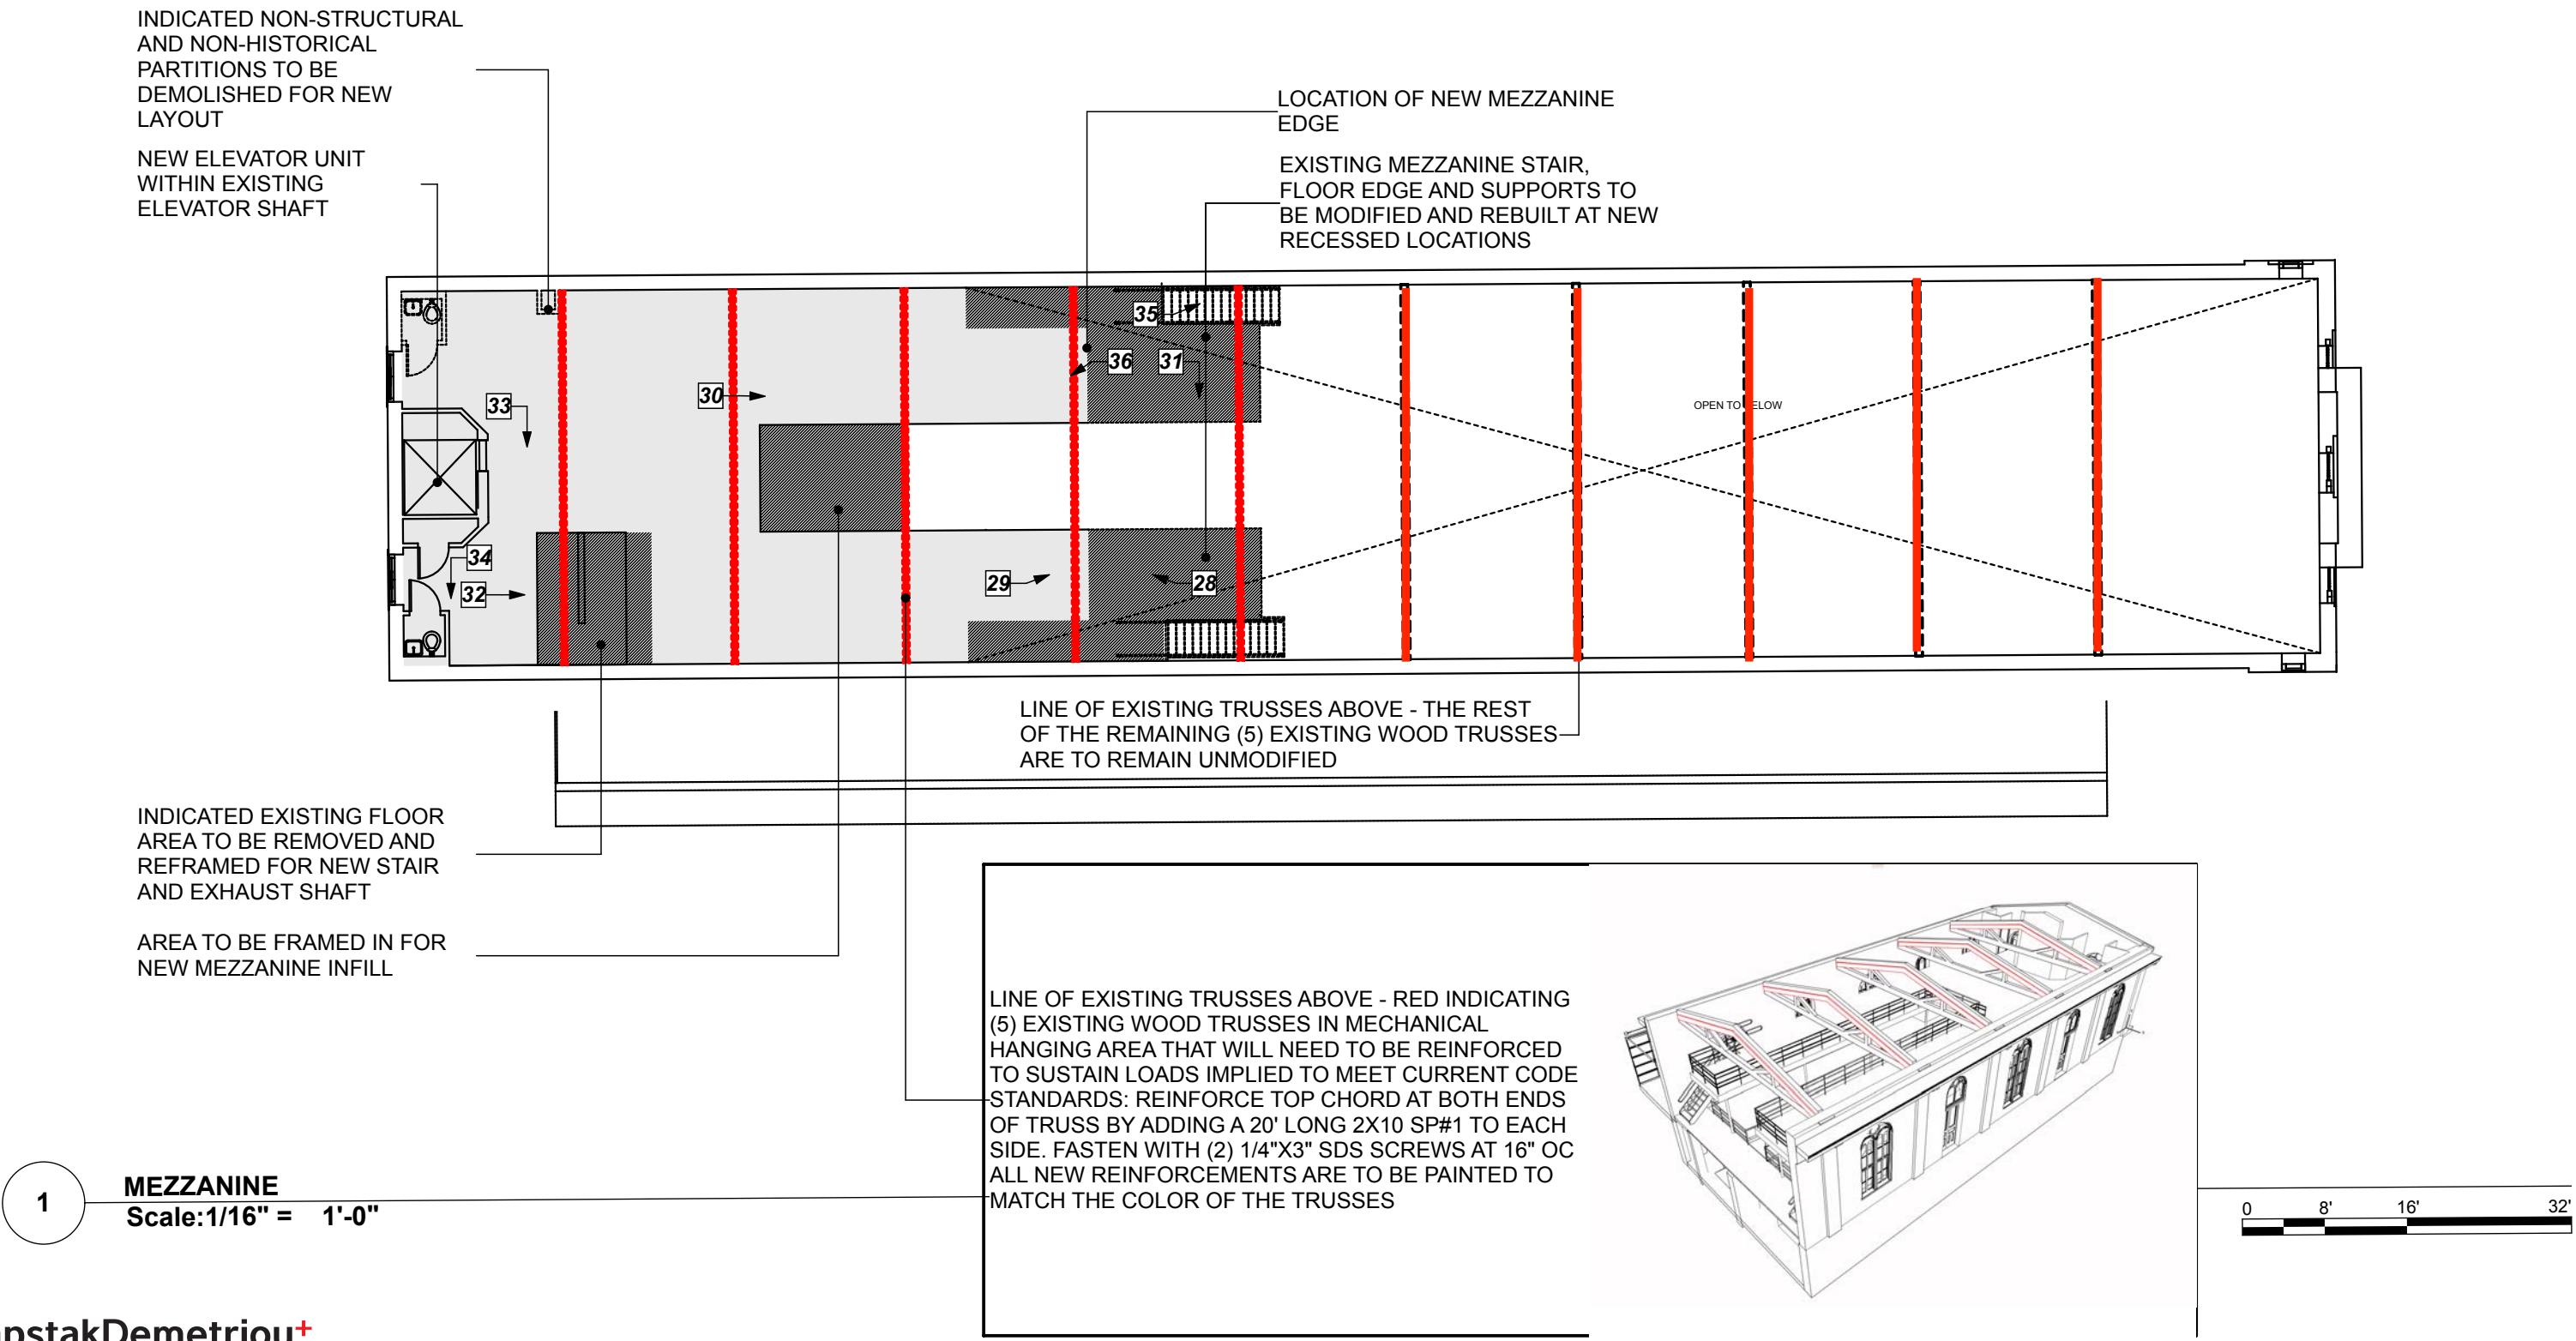 INDICATED NON-STRUCTURAL
AND NON-HISTORICAL
PARTITIONS TO BE
DEMOLISHED FOR NEW
LAYOUT
NEW ELEVATOR UNIT
WITHIN EXISTING
ELEVATOR SHAFT
LOCATION OF NEW MEZZANINE
EDGE
EXISTING MEZZANINE STAIR,
FLOOR EDGE AND SUPPORTS TO
BE MODIFIED AND REBUILT AT NEW
RECESSED LOCATIONS
35
36
31
30
33
OPEN TO BELOW
34
32
29
28
LINE OF EXISTING TRUSSES ABOVE - THE REST
OF THE REMAINING (5) EXISTING WOOD TRUSSES
ARE TO REMAIN UNMODIFIED
INDICATED EXISTING FLOOR
AREA TO BE REMOVED AND
REFRAMED FOR NEW STAIR
AND EXHAUST SHAFT
AREA TO BE FRAMED IN FOR
NEW MEZZANINE INFILL
LINE OF EXISTING TRUSSES ABOVE - RED INDICATING
(5) EXISTING WOOD TRUSSES IN MECHANICAL
HANGING AREA THAT WILL NEED TO BE REINFORCED
TO SUSTAIN LOADS IMPLIED TO MEET CURRENT CODE
STANDARDS: REINFORCE TOP CHORD AT BOTH ENDS
OF TRUSS BY ADDING A 20' LONG 2X10 SP#1 TO EACH
SIDE. FASTEN WITH (2) 1/4"X3" SDS SCREWS AT 16" OC
ALL NEW REINFORCEMENTS ARE TO BE PAINTED TO
MATCH THE COLOR OF THE TRUSSES
1
MEZZANINE
Scale:1/16" = 1'-0"
0 8' 16' 32'
pstakDemetriou+